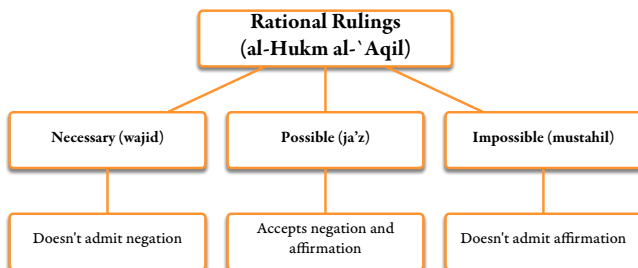 Rational Rulings
(al-Hukm al-`Aqil)
Necessary (wajid)
Possible (ja’z)
Impossible (mustahil)
Doesn't admit negation
Accepts negation and
affirmation
Doesn't admit affirmation